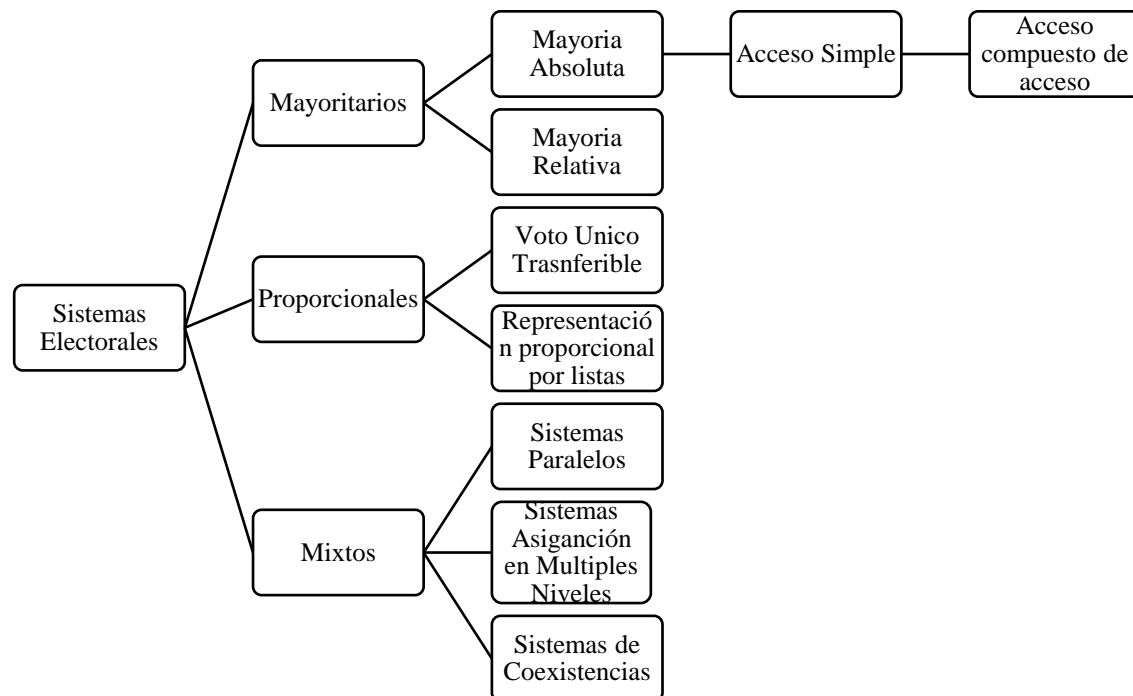 Sistemas
Electorales
Mayoritarios
Mayoria
Absoluta
Acceso Simple
Acceso
compuesto de
acceso
Mayoria
Relativa
Proporcionales
Voto Unico
Trasnferible
Representació
n proporcional
por listas
Mixtos
Sistemas
Paralelos
Sistemas
Asiganción
en Multiples
Niveles
Sistemas de
Coexistencias